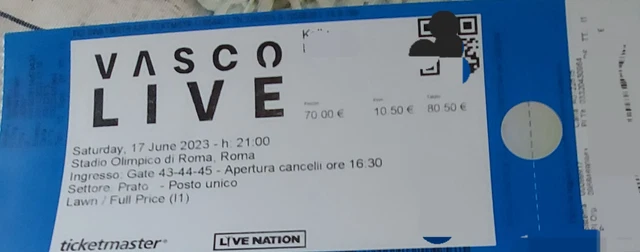 VASCO
LIVE
70.00 € 10.50 € 80.50 €
Saturday, 17 June 2023 - h. 21:00
Stadio Olimpico di Roma, Roma
Ingresso: Gate 43-44-45 - Apertura cancelli ore 16:30
Settore: Prato - Posto unico
Lawn / Full Price (I1)
ticketmaster® LIVE NATION